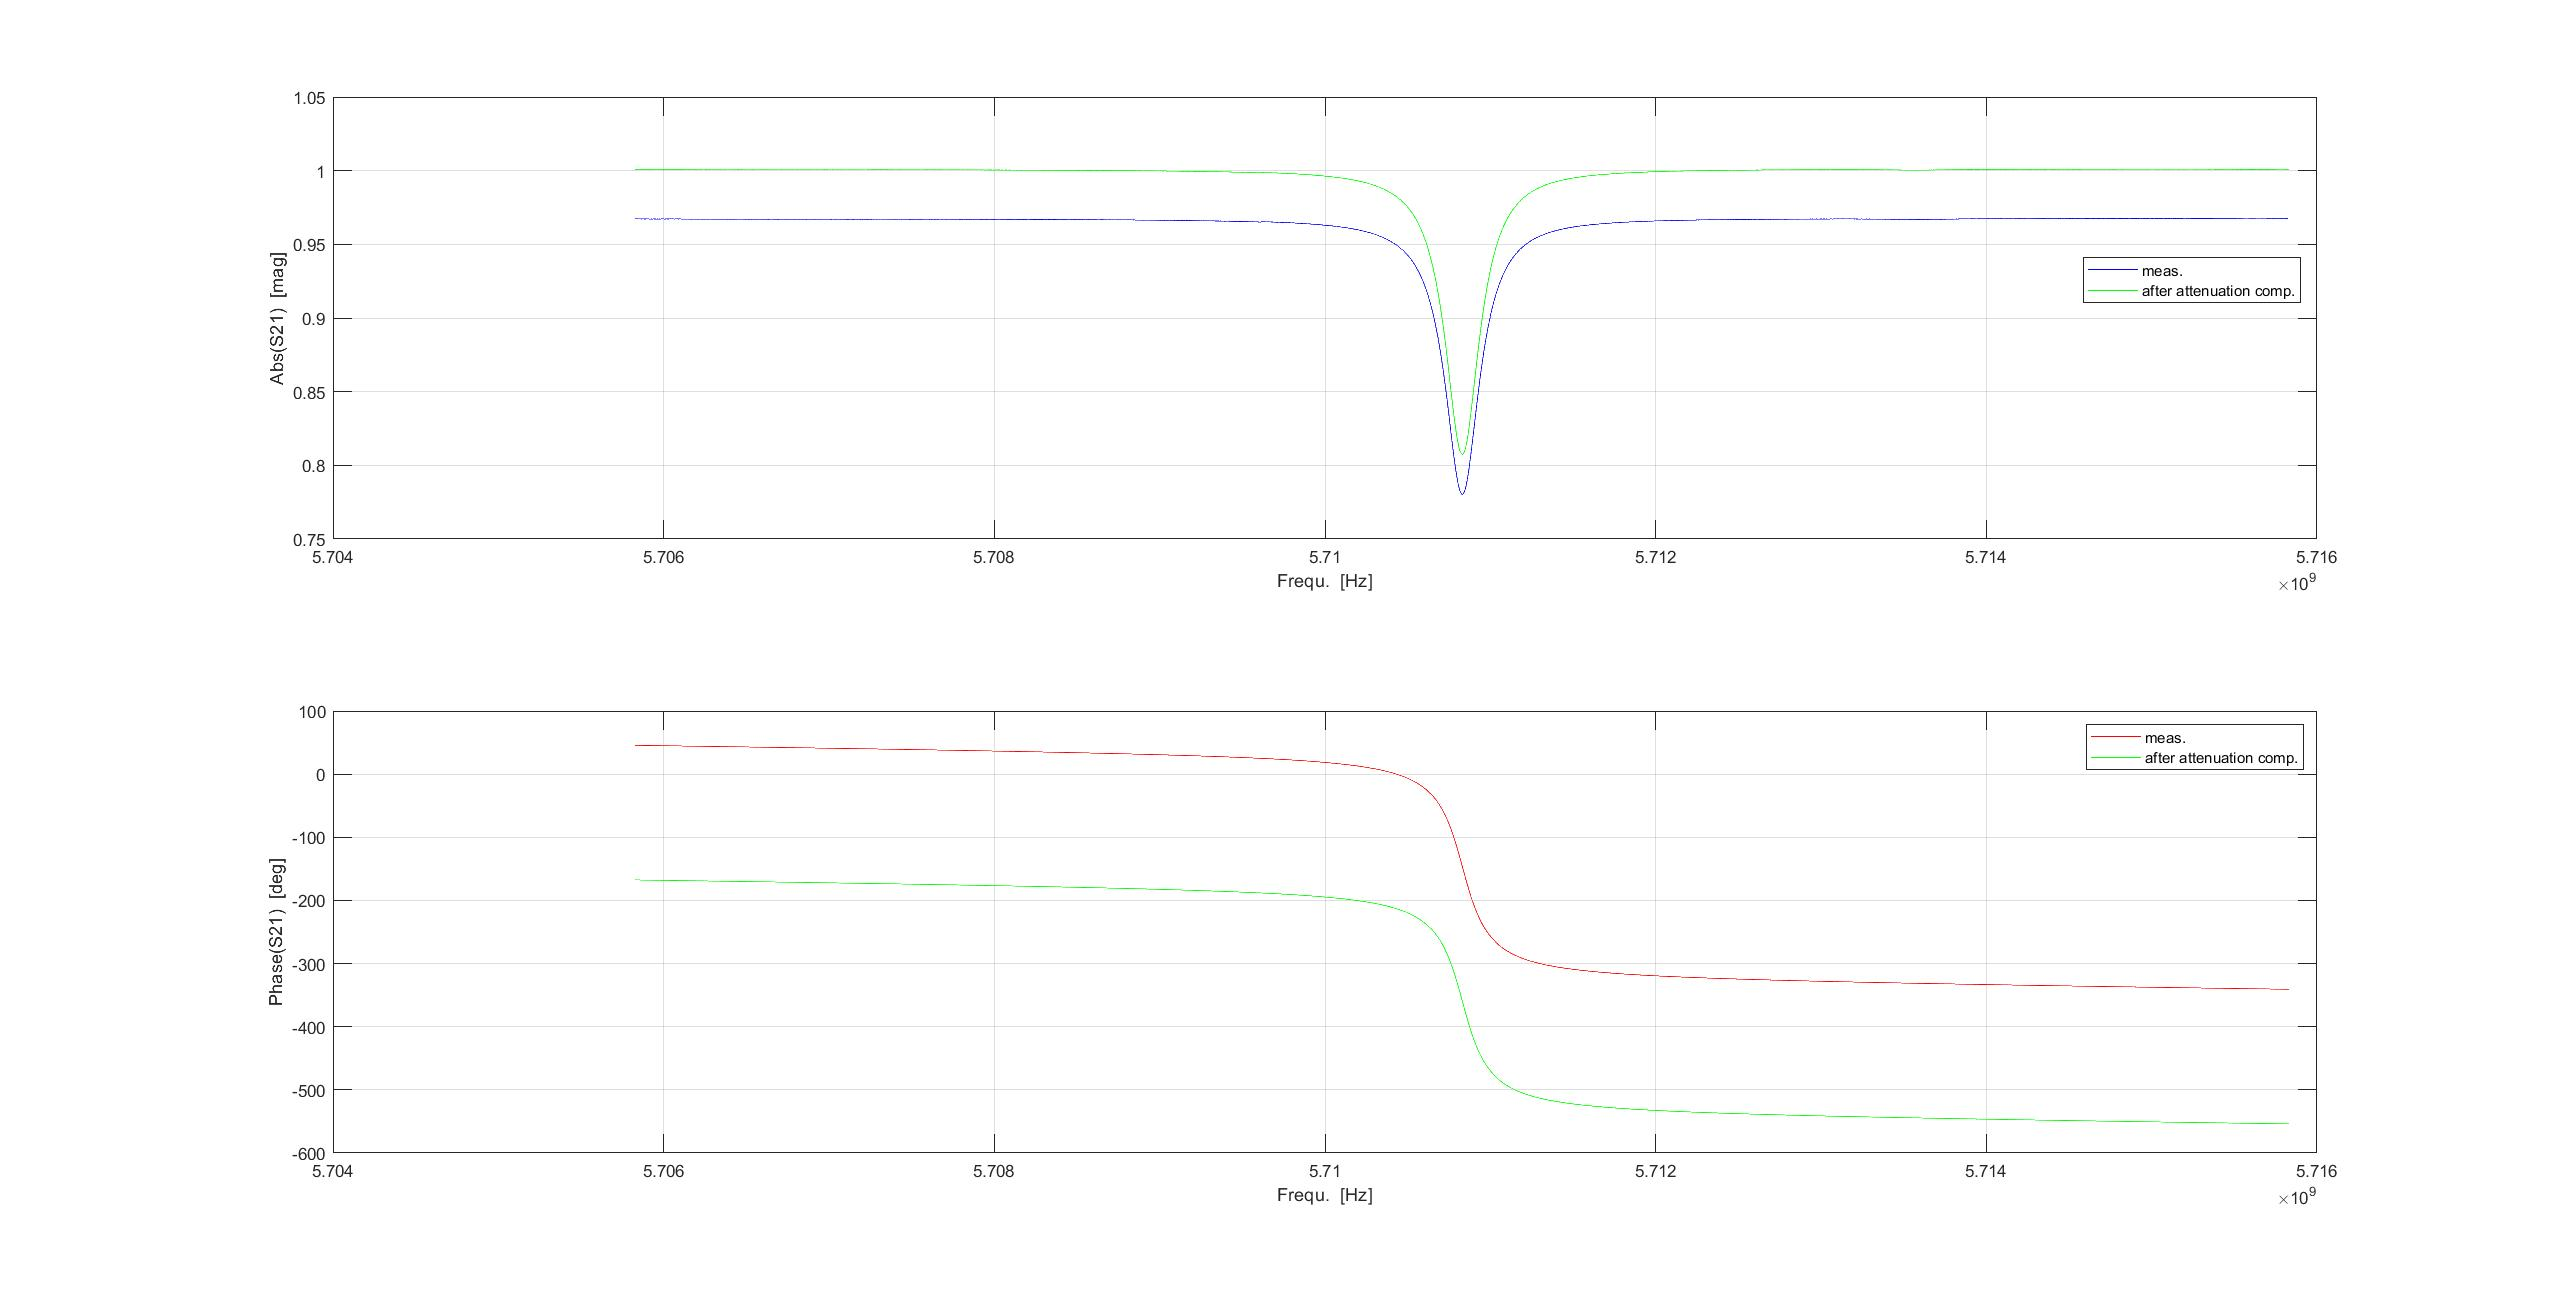 1.05
1
0.95
0.9
0.85
0.8
0.75
Abs(S21) [mag]
meas.
after attenuation comp.
5.704 5.706 5.708 5.71 5.712 5.714 5.716
Frequ. [Hz]
×10^9
100
0
-100
-200
-300
-400
-500
-600
Phase(S21) [deg]
meas.
after attenuation comp.
5.704 5.706 5.708 5.71 5.712 5.714 5.716
Frequ. [Hz]
×10^9